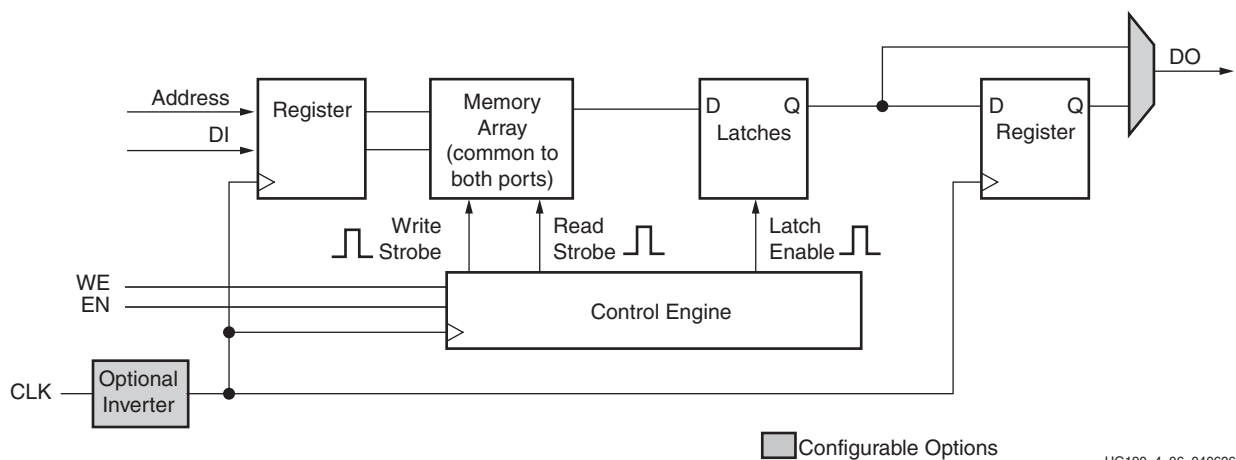 DO
Address
DI
Register
Memory
Array
(common to
both ports)
D Q
Latches
D Q
Register
Write
Strobe
Read
Strobe
Latch
Enable
WE
EN
Control Engine
CLK
Optional
Inverter
Configurable Options